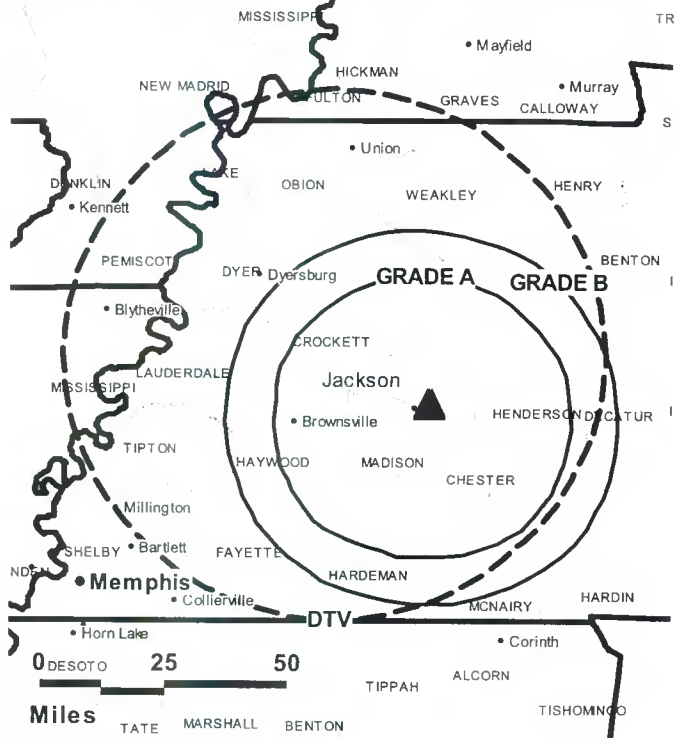 MISSISSIPPI
TR
Mayfield
HICKMAN
NEW MADRID
Murray
FULTON
GRAVES
CALLOWAY
S
Union
LAKE
OBION
DUNKLIN
WEAKLEY
HENRY
Kennett
PEMISCOT
BENTON
DYER Dyersburg
GRADE A
GRADE B
Blytheville
CROCKETT
LAUDERDALE
Jackson
MISSISSIPPI
HENDERSON DECATUR
Brownsville
TIPTON
HAYWOOD
MADISON
CHESTER
Millington
SHELBY
Bartlett
FAYETTE
NDEN
Memphis
HARDEMAN
Collierville
MCNAIRY
HARDIN
DTV
Horn Lake
Corinth
0 25 50
DESOTO
ALCORN
TIPPAH
Miles
TISHOMINGO
TATE
MARSHALL
BENTON